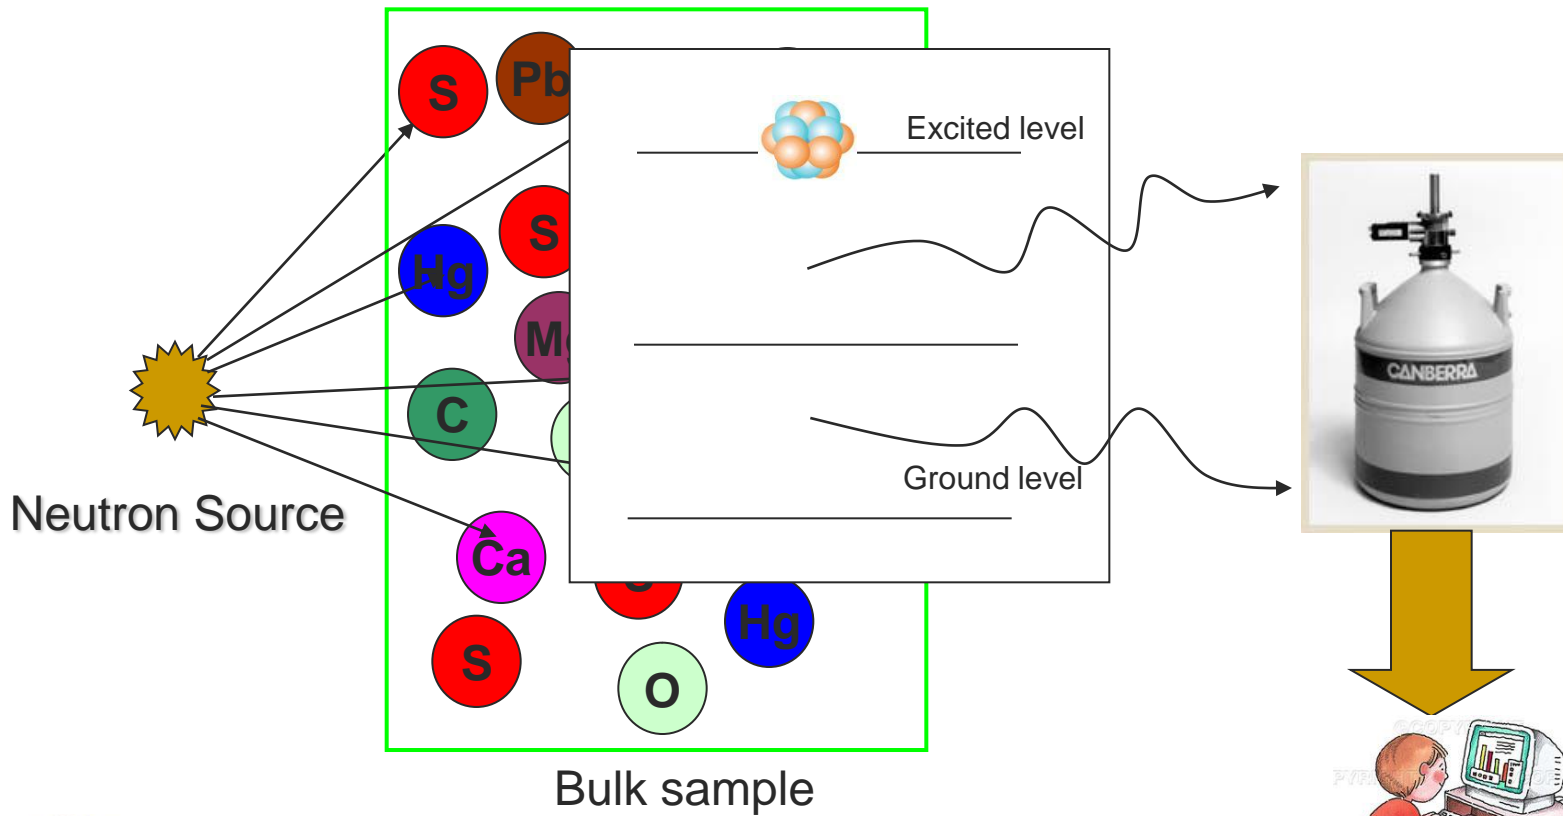 S
Pb
Excited level
S
Hg
CANBERRA
C
Ground level
Neutron Source
Ca
Hg
S
O
Bulk sample